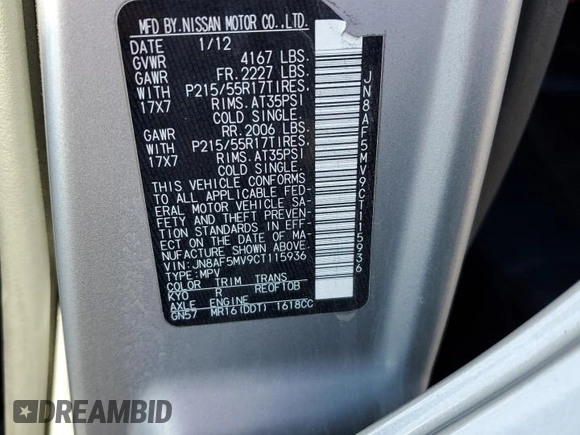 MFD BY.NISSAN MOTOR CO.,LTD.
DATE 1/12
GVWR 4167 LBS.
GAWR FR.2227 LBS.
WITH P215/55R17TIRES.
17X7 RIMS.AT35PSI
COLD SINGLE.
GAWR RR.2006 LBS.
WITH P215/55R17TIRES.
17X7 RIMS.AT35PSI
COLD SINGLE.
THIS VEHICLE CONFORMS
TO ALL APPLICABLE FED-
ERAL MOTOR VEHICLE SA-
FETY AND THEFT PREVEN-
TION STANDARDS IN EFF-
ECT ON THE DATE OF MA-
NUFACTURE SHOWN ABOVE.
VIN:JN8AF5MV9CT115936
TYPE:MPV
COLOR TRIM TRANS
KYO R REOFTOB
AXLE ENGINE
GN57 MR16(DDT) 1618CC
JN8AF5MV9CT115936
DREAMBID